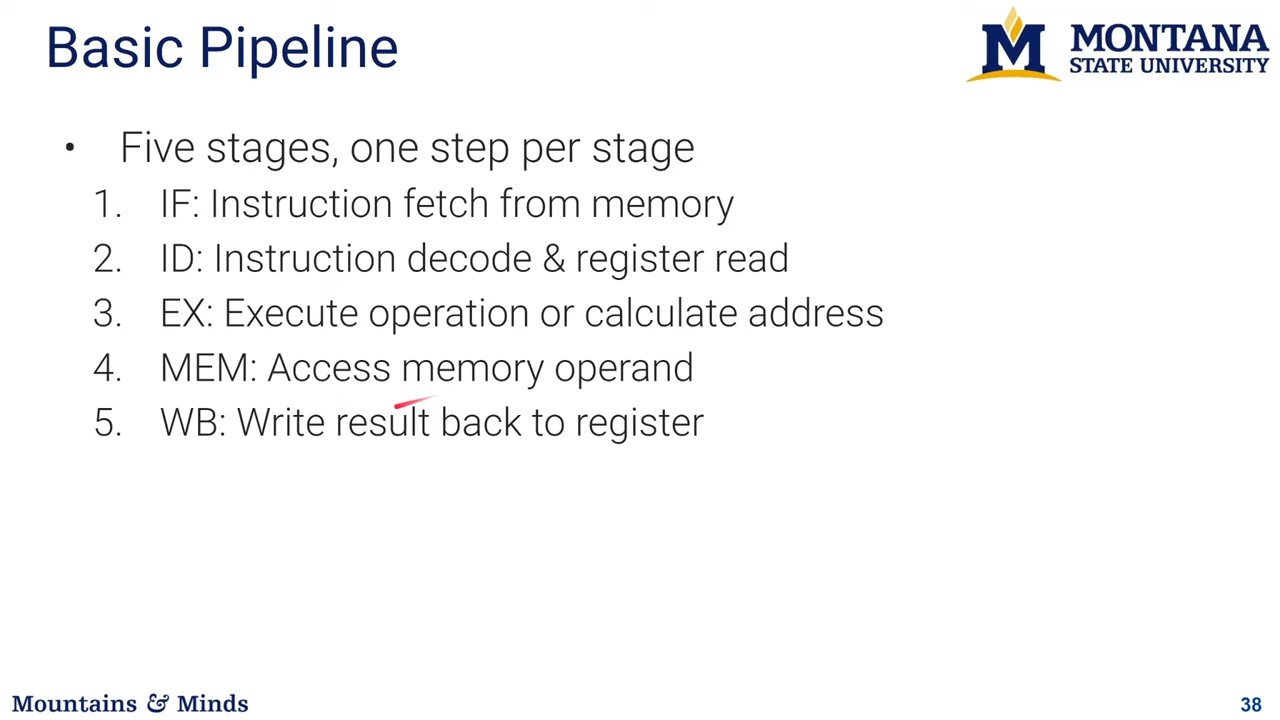 Basic Pipeline
M MONTANA
STATE UNIVERSITY
• Five stages, one step per stage
1. IF: Instruction fetch from memory
2. ID: Instruction decode & register read
3. EX: Execute operation or calculate address
4. MEM: Access memory operand
5. WB: Write result back to register
Mountains & Minds
38